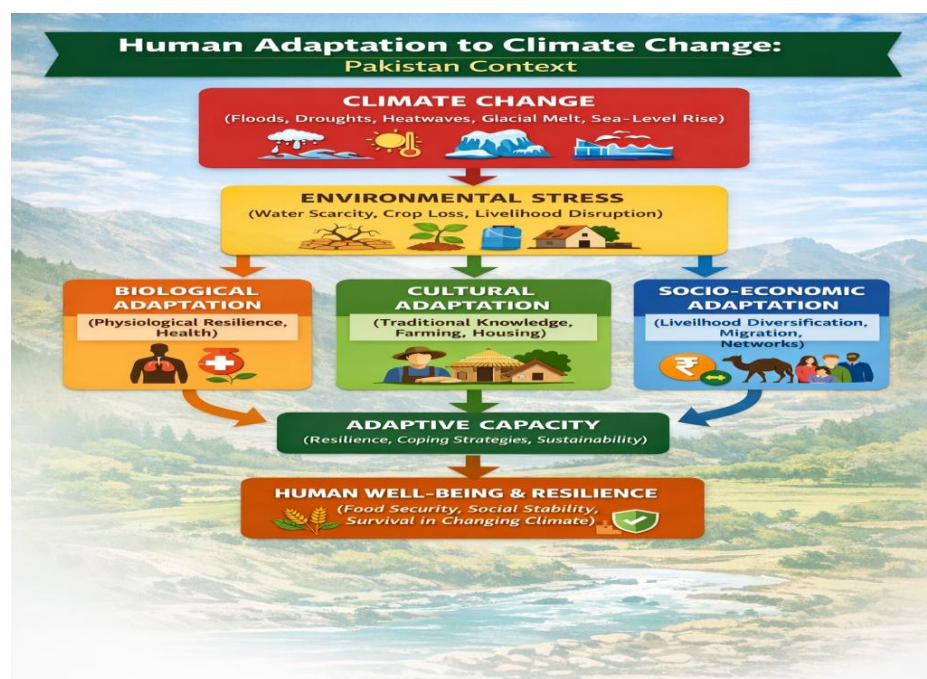 Human Adaptation to Climate Change:
Pakistan Context
CLIMATE CHANGE
(Floods, Droughts, Heatwaves, Glacial Melt, Sea-Level Rise)
ENVIRONMENTAL STRESS
(Water Scarcity, Crop Loss, Livelihood Disruption)
BIOLOGICAL
ADAPTATION
(Physiological Resilience,
Health)
CULTURAL
ADAPTATION
(Traditional Knowledge,
Farming, Housing)
SOCIO-ECONOMIC
ADAPTATION
(Liveilhood Diversification,
Migration,
Networks)
₹
ADAPTIVE CAPACITY
(Resilience, Coping Strategies, Sustainability)
HUMAN WELL-BEING & RESILIENCE
(Food Security, Social Stability,
Survival in Changing Climate)